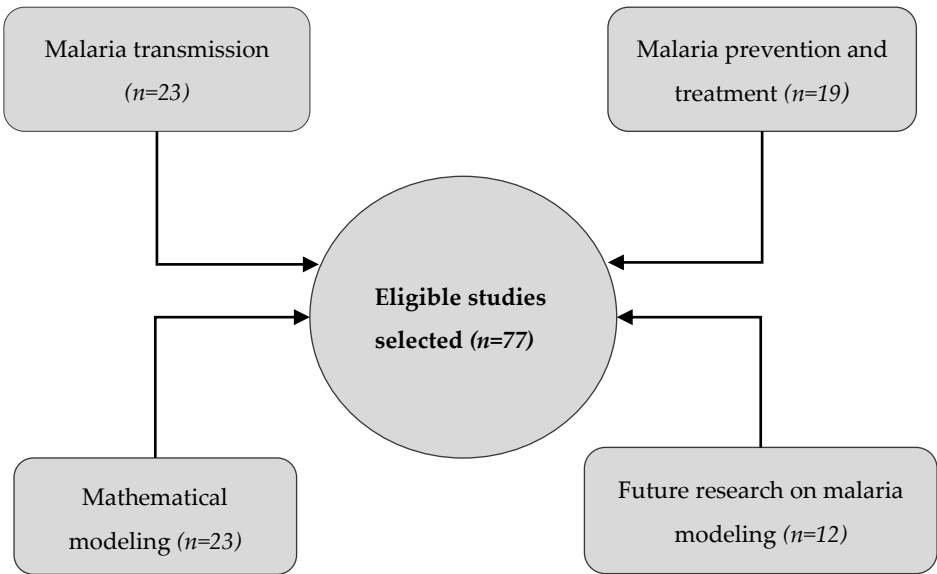 Malaria transmission
(n=23)
Malaria prevention and
treatment (n=19)
Eligible studies
selected (n=77)
Mathematical
modeling (n=23)
Future research on malaria
modeling (n=12)